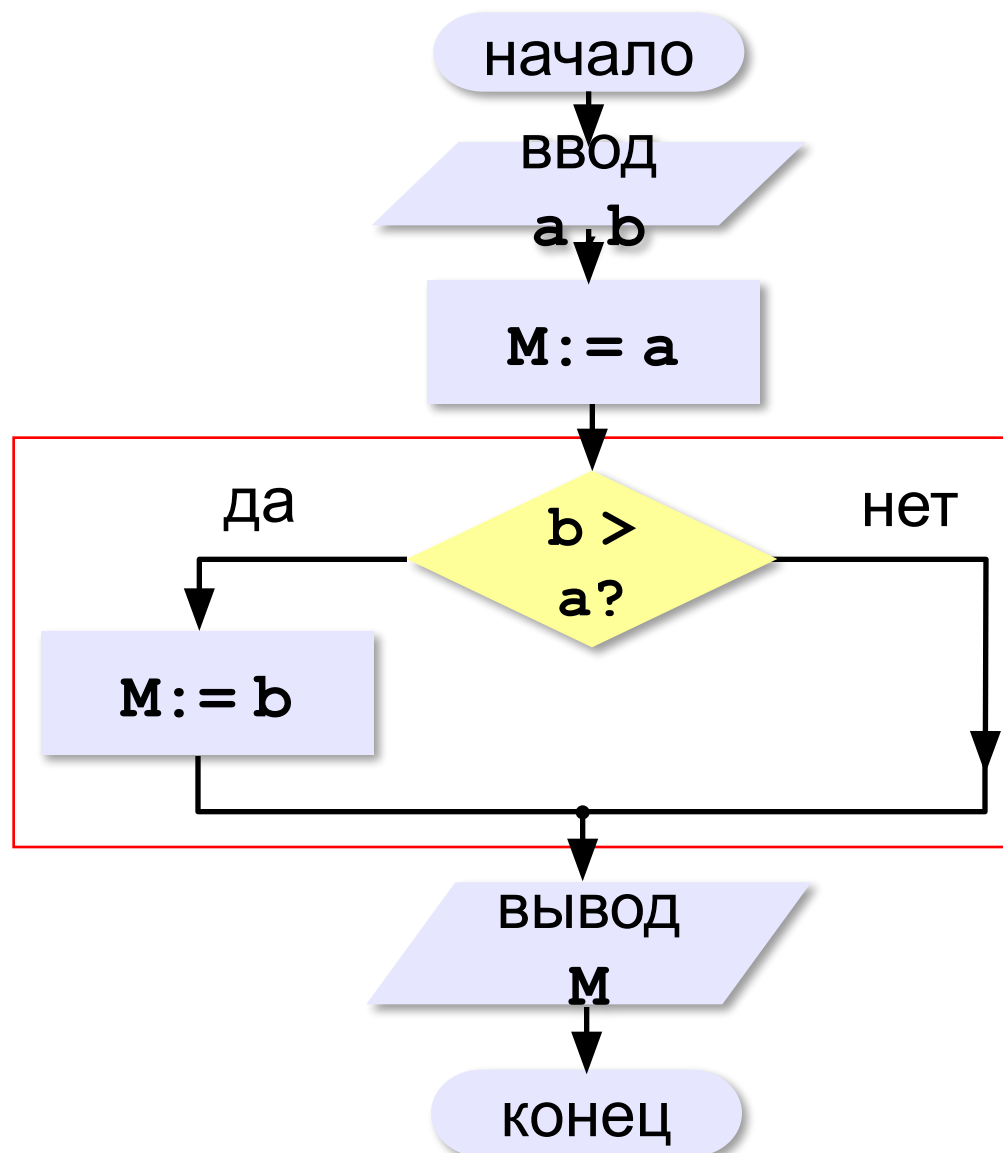 начало
ввод
a,b
M:= a
да
нет
b >
a?
M:= b
вывод
M
конец